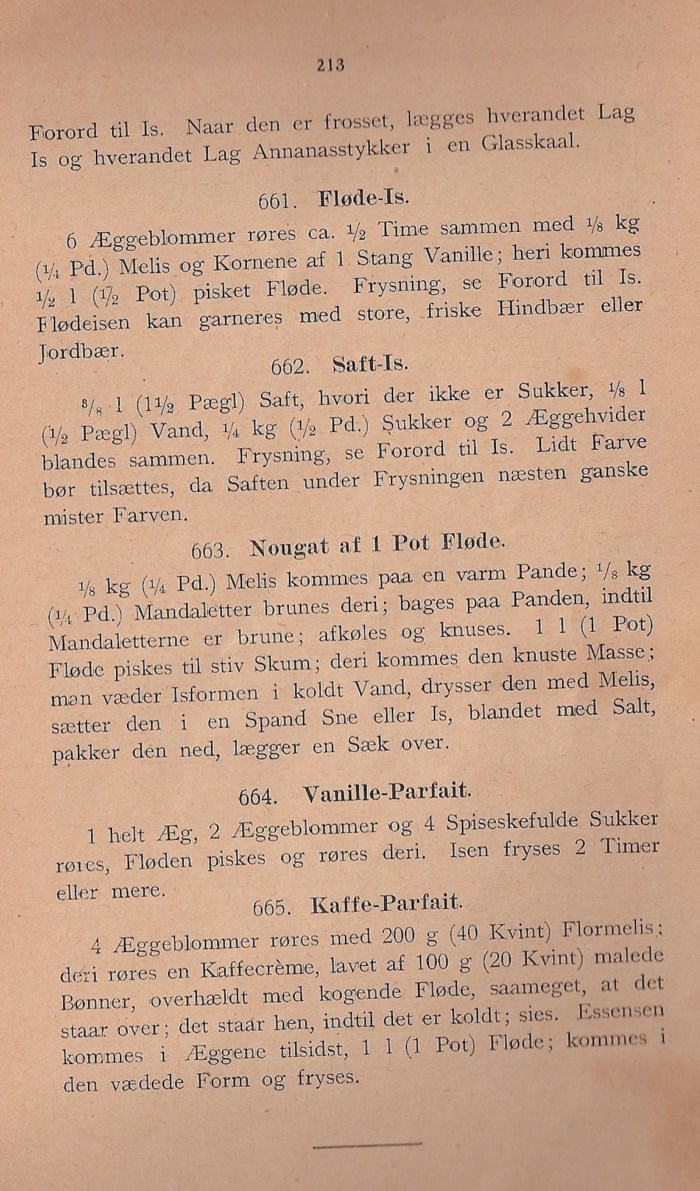 213
Forord til Is. Naar den er frosset, lægges hverandet Lag
Is og hverandet Lag Annanasstykker i en Glasskaal.
661. Fløde-Is.
6 Æggeblommer røres ca. 1/2 Time sammen med 1/8 kg
(1/4 Pd.) Melis og Kornene af 1 Stang Vanille; heri kommes
1/2 l (1/2 Pot) pisket Fløde. Frysning, se Forord til Is.
Flødeisen kan garneres med store, friske Hindbær eller
Jordbær.
662. Saft-Is.
3/8 l (1 1/2 Pægl) Saft, hvori der ikke er Sukker, 1/8 l
(1/2 Pægl) Vand, 1/4 kg (1/2 Pd.) Sukker og 2 Æggehvider
blandes sammen. Frysning, se Forord til Is. Lidt Farve
bør tilsættes, da Saften under Frysningen næsten ganske
mister Farven.
663. Nougat af 1 Pot Fløde.
1/8 kg (1/4 Pd.) Melis kommes paa en varm Pande; 1/8 kg
(1/4 Pd.) Mandaletter brunes deri; bages paa Panden, indtil
Mandaletterne er brune; afkøles og knuses. 1 l (1 Pot)
Fløde piskes til stiv Skum; deri kommes den knuste Masse;
man væder Isformen i koldt Vand, drysser den med Melis,
sætter den i en Spand Sne eller Is, blandet med Salt,
pakker den ned, lægger en Sæk over.
664. Vanille-Parfait.
1 helt Æg, 2 Æggeblommer og 4 Spiseskefulde Sukker
røres, Fløden piskes og røres deri. Isen fryses 2 Timer
eller mere.
665. Kaffe-Parfait.
4 Æggeblommer røres med 200 g (40 Kvint) Flormelis;
deri røres en Kaffecrème, lavet af 100 g (20 Kvint) malede
Bønner, overhældt med kogende Fløde, saameget, at det
staar over; det staar hen, indtil det er koldt; sies. Essensen
kommes i Æggene tilsidst, 1 l (1 Pot) Fløde; kommes i
den vædede Form og fryses.